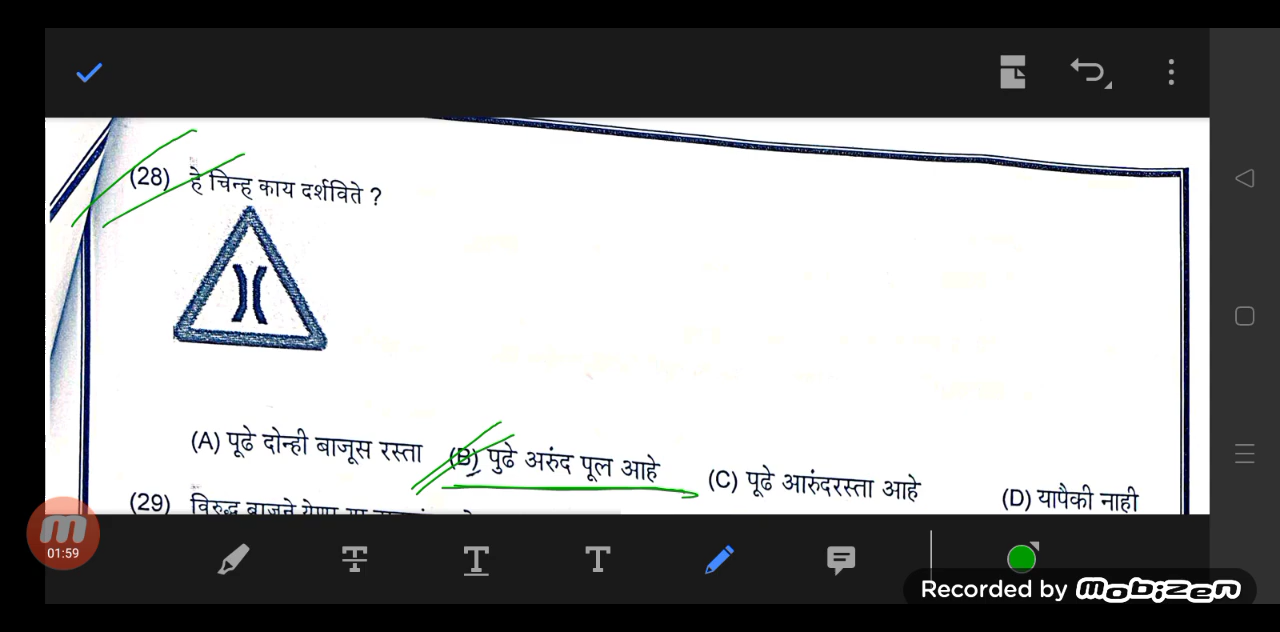 (28) हे चिन्ह काय दर्शविते ?
(A) पूढे दोन्ही बाजूस रस्ता (B) पुढे अरुंद पूल आहे (C) पूढे आरुंदरस्ता आहे (D) यापैकी नाही
(29) विरुद्ध बाजूने येणाऱ्या
01:59
T T T
Recorded by mobizen